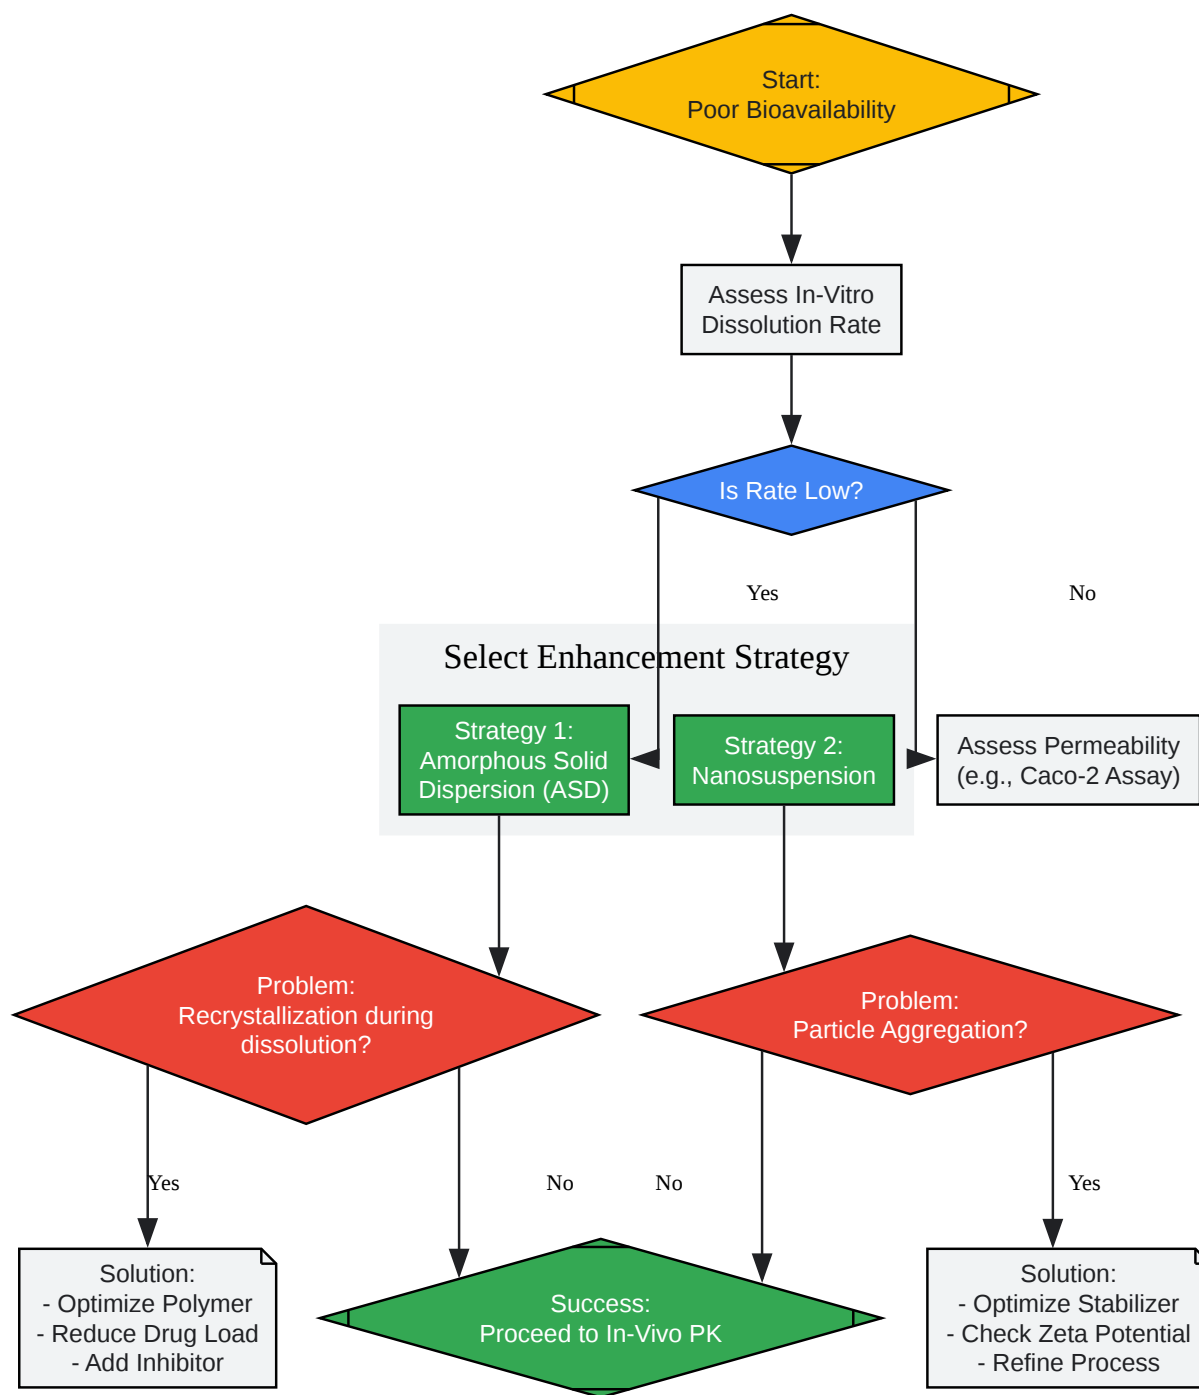 Start:
Poor Bioavailability
Assess In-Vitro
Dissolution Rate
Is Rate Low?
Yes
No
Select Enhancement Strategy
Strategy 1:
Amorphous Solid
Dispersion (ASD)
Strategy 2:
Nanosuspension
Assess Permeability
(e.g., Caco-2 Assay)
Problem:
Recrystallization during
dissolution?
Problem:
Particle Aggregation?
Yes
No
No
Yes
Solution:
- Optimize Polymer
- Reduce Drug Load
- Add Inhibitor
Success:
Proceed to In-Vivo PK
Solution:
- Optimize Stabilizer
- Check Zeta Potential
- Refine Process